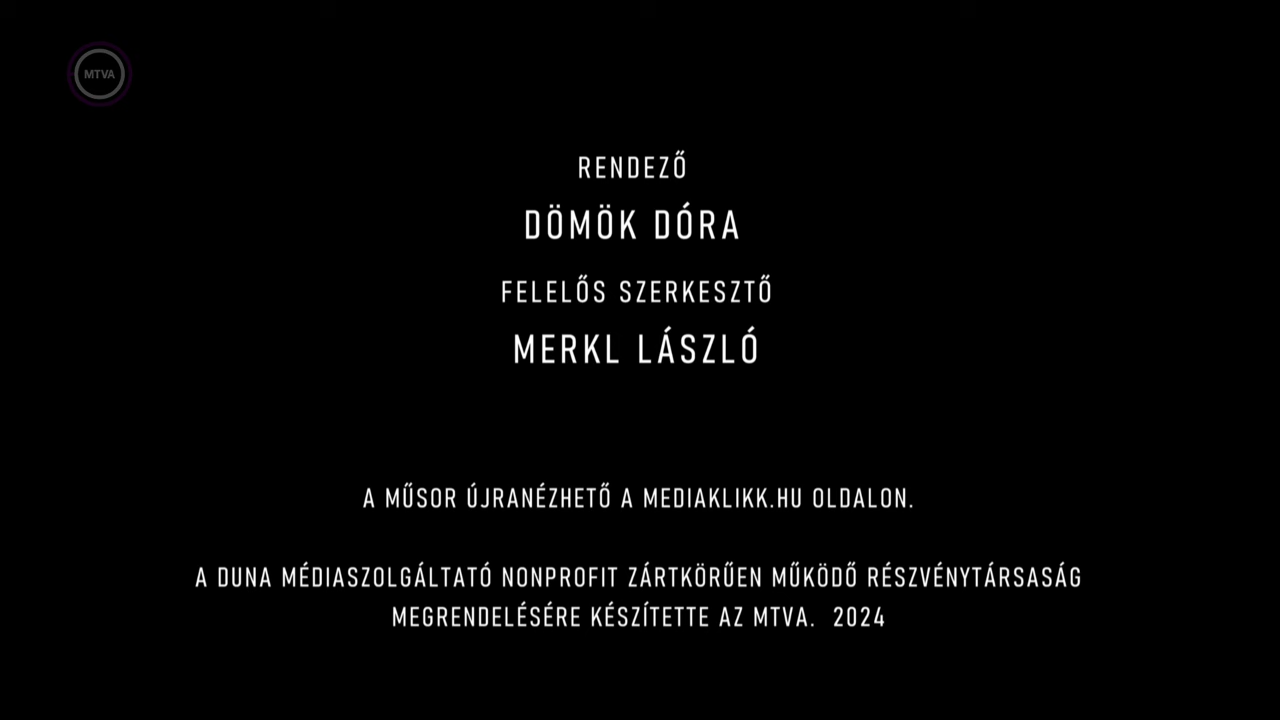 MTVA
RENDEZŐ
DÖMÖK DÓRA
FELELŐS SZERKESZTŐ
MERKL LÁSZLÓ
A MŰSOR ÚJRANÉZHETŐ A MEDIAKLIKK.HU OLDALON.
A DUNA MÉDIASZOLGÁLTATÓ NONPROFIT ZÁRTKÖRŰEN MŰKÖDŐ RÉSZVÉNYTÁRSASÁG
MEGRENDELÉSÉRE KÉSZÍTETTE AZ MTVA. 2024